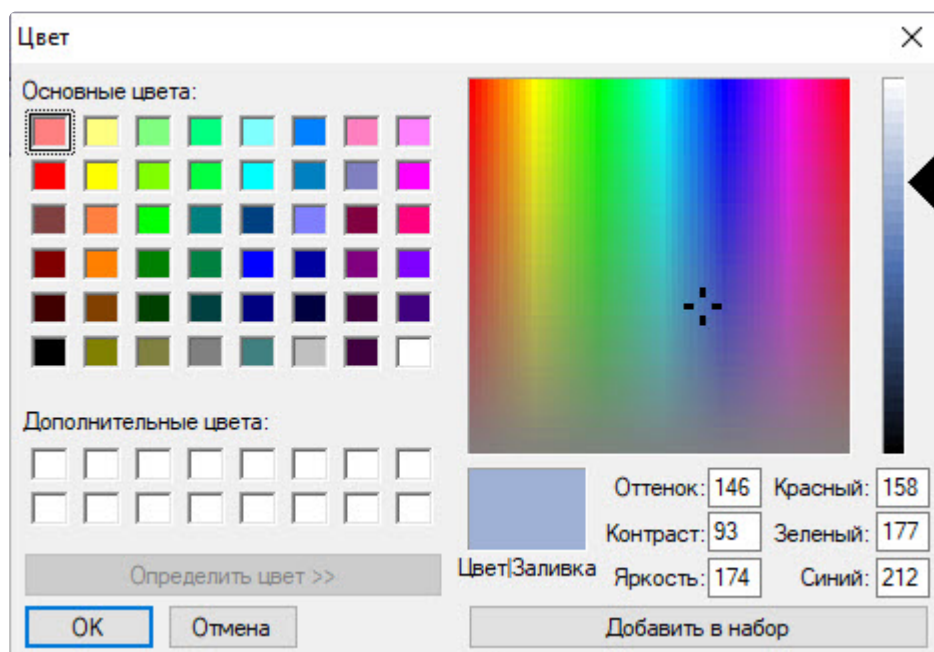 Цвет
Основные цвета:
Дополнительные цвета:
Определить цвет >>
OK Отмена
Цвет|Заливка
Оттенок: 146 Красный: 158
Контраст: 93 Зеленый: 177
Яркость: 174 Синий: 212
Добавить в набор